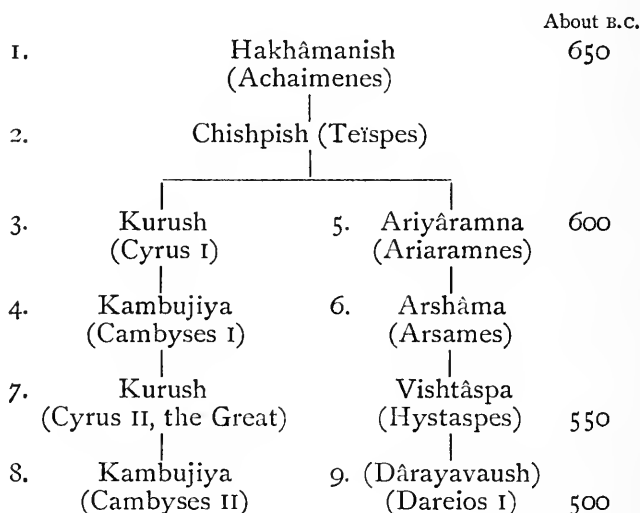 About B.C.
1. Hakhâmanish 650
(Achaimenes)
2. Chishpish (Teïspes)
3. Kurush 5. Ariyâramna 600
(Cyrus I) (Ariaramnes)
4. Kambujiya 6. Arshâma
(Cambyses I) (Arsames)
7. Kurush Vishtâspa
(Cyrus II, the Great) (Hystaspes) 550
8. Kambujiya 9. (Dârayavaush)
(Cambyses II) (Dareios I) 500